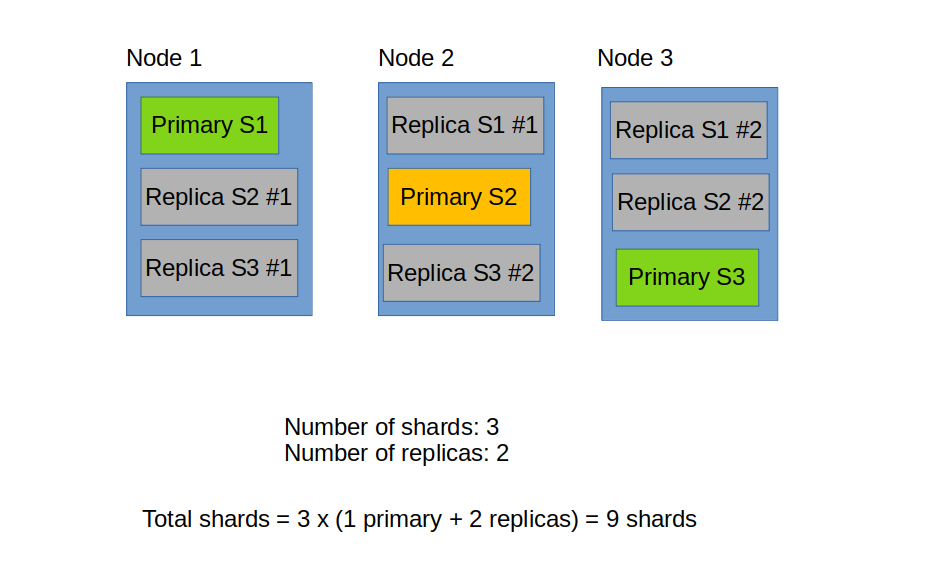 Node 1
Node 2
Node 3
Primary S1
Replica S2 #1
Replica S3 #1
Replica S1 #1
Primary S2
Replica S3 #2
Replica S1 #2
Replica S2 #2
Primary S3
Number of shards: 3
Number of replicas: 2
Total shards = 3 x (1 primary + 2 replicas) = 9 shards